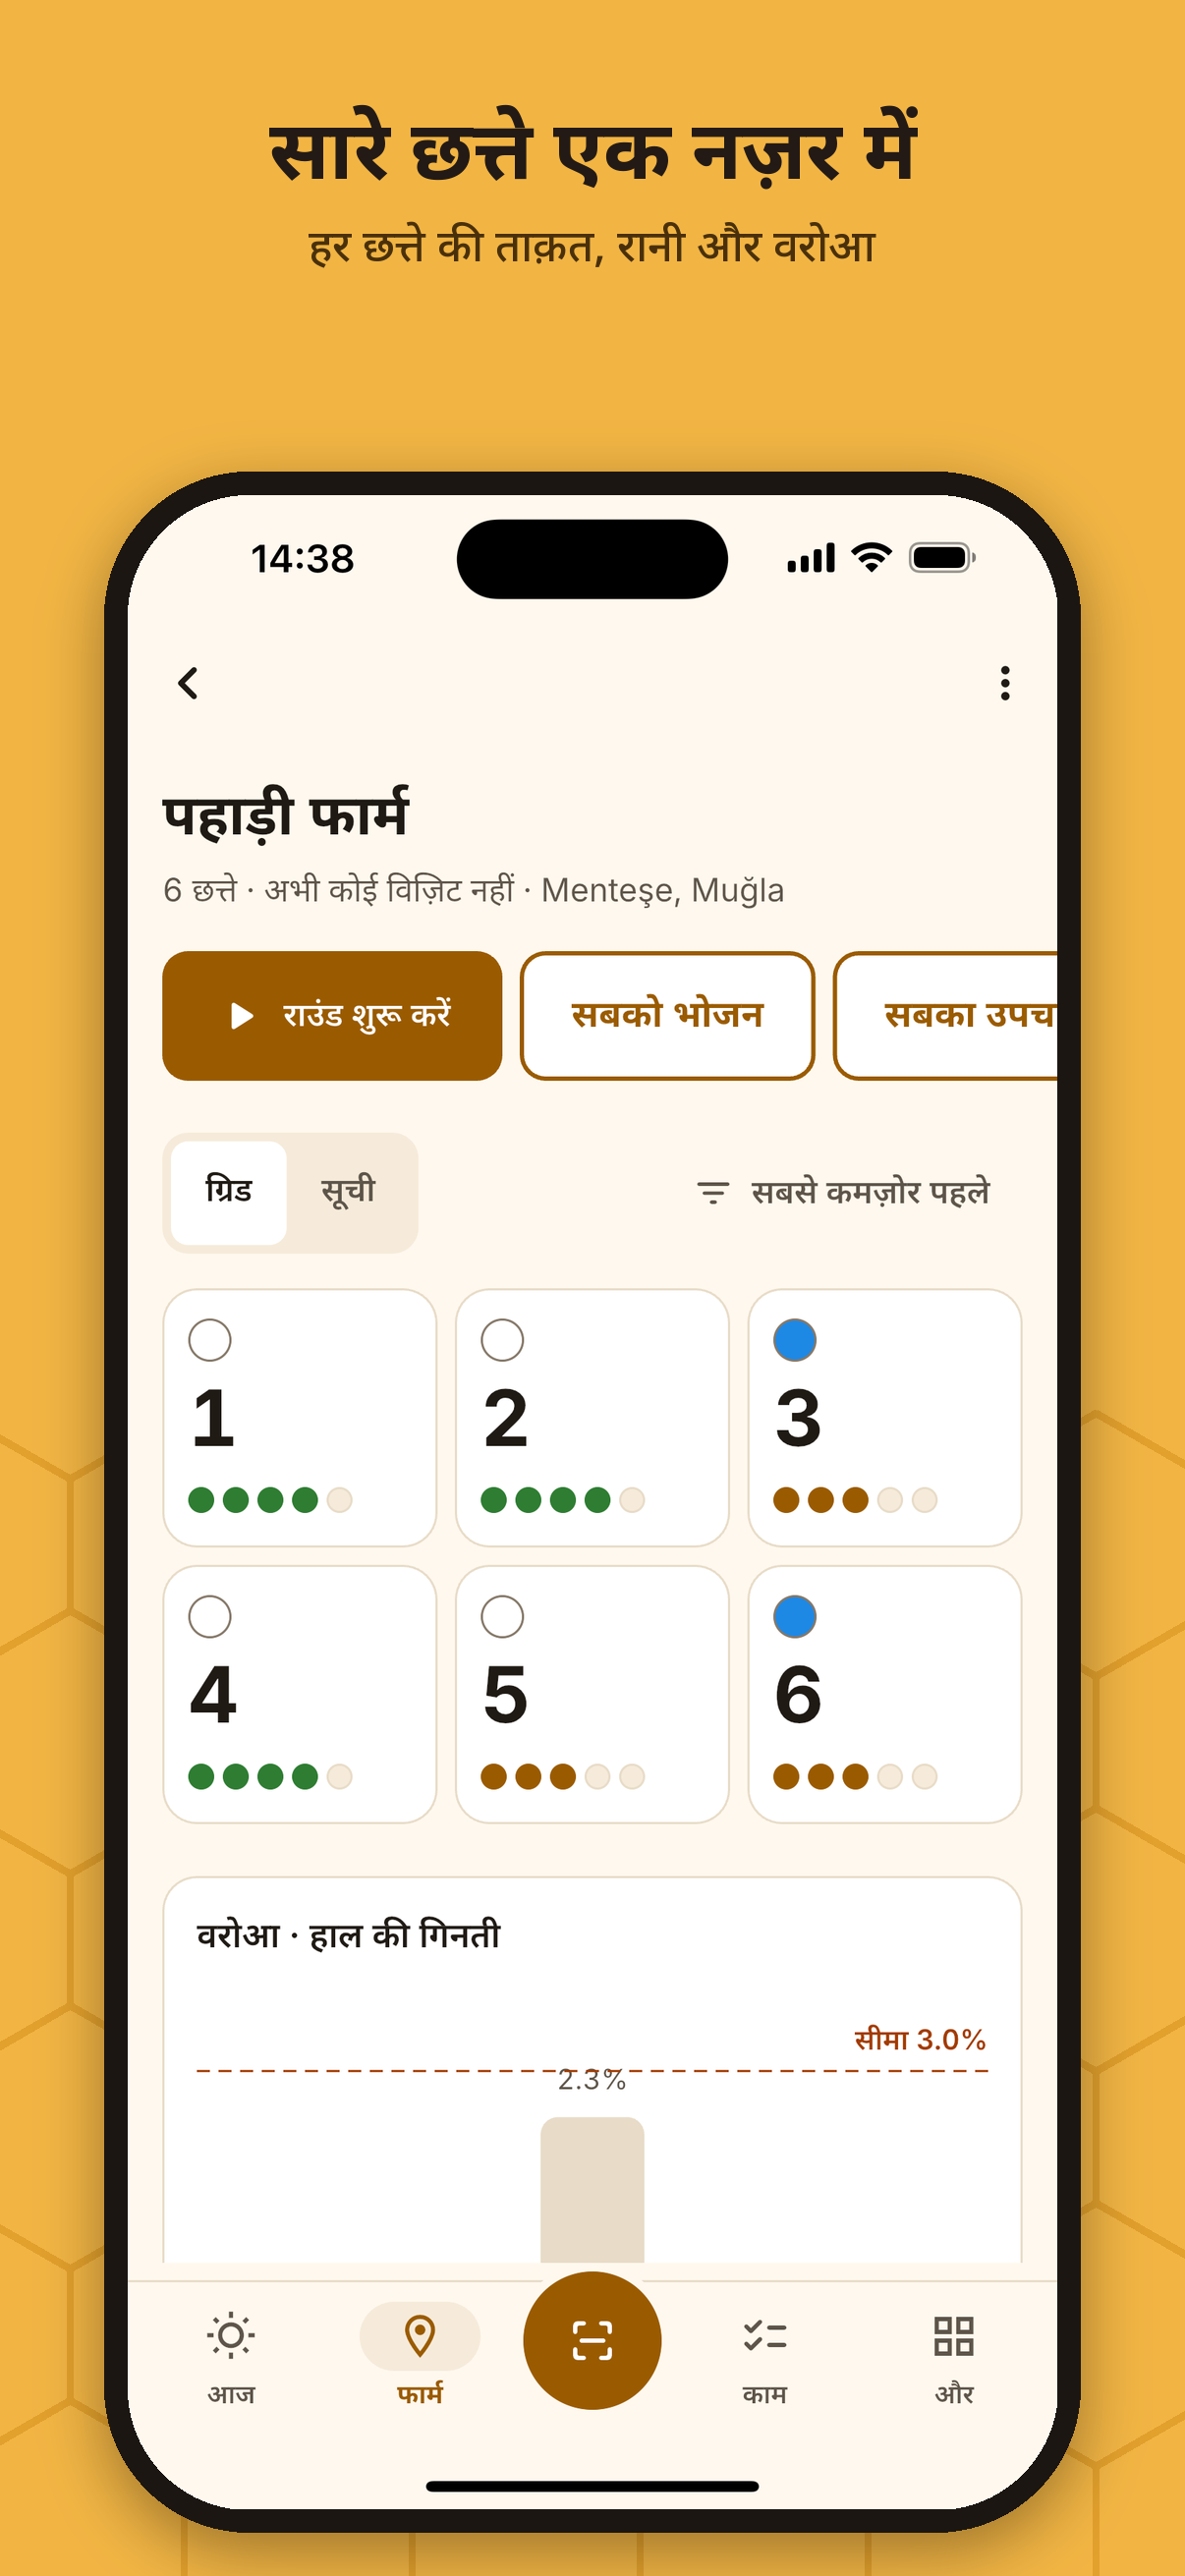 सारे छत्ते एक नज़र में
हर छत्ते की ताक़त, रानी और वरोआ
14:38
पहाड़ी फार्म
6 छत्ते · अभी कोई विज़िट नहीं · Menteşe, Muğla
राउंड शुरू करें
सबको भोजन
सबका उपच
ग्रिड
सूची
सबसे कमज़ोर पहले
1
2
3
4
5
6
वरोआ · हाल की गिनती
सीमा 3.0%
2.3%
आज
फार्म
काम
और